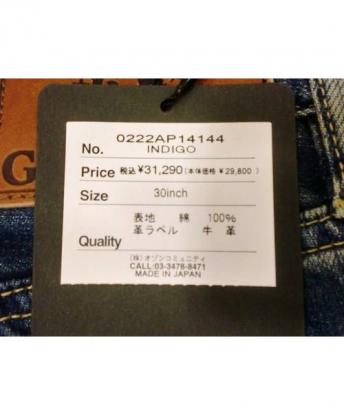 No. 0222AP14144
INDIGO
Price 税込 ¥31,290 (本体価格 ¥29,800)
Size 30inch
表地 綿 100%
革ラベル 牛革
Quality
(株)オゾンコミュニティ
CALL:03-3478-8471
MADE IN JAPAN
G